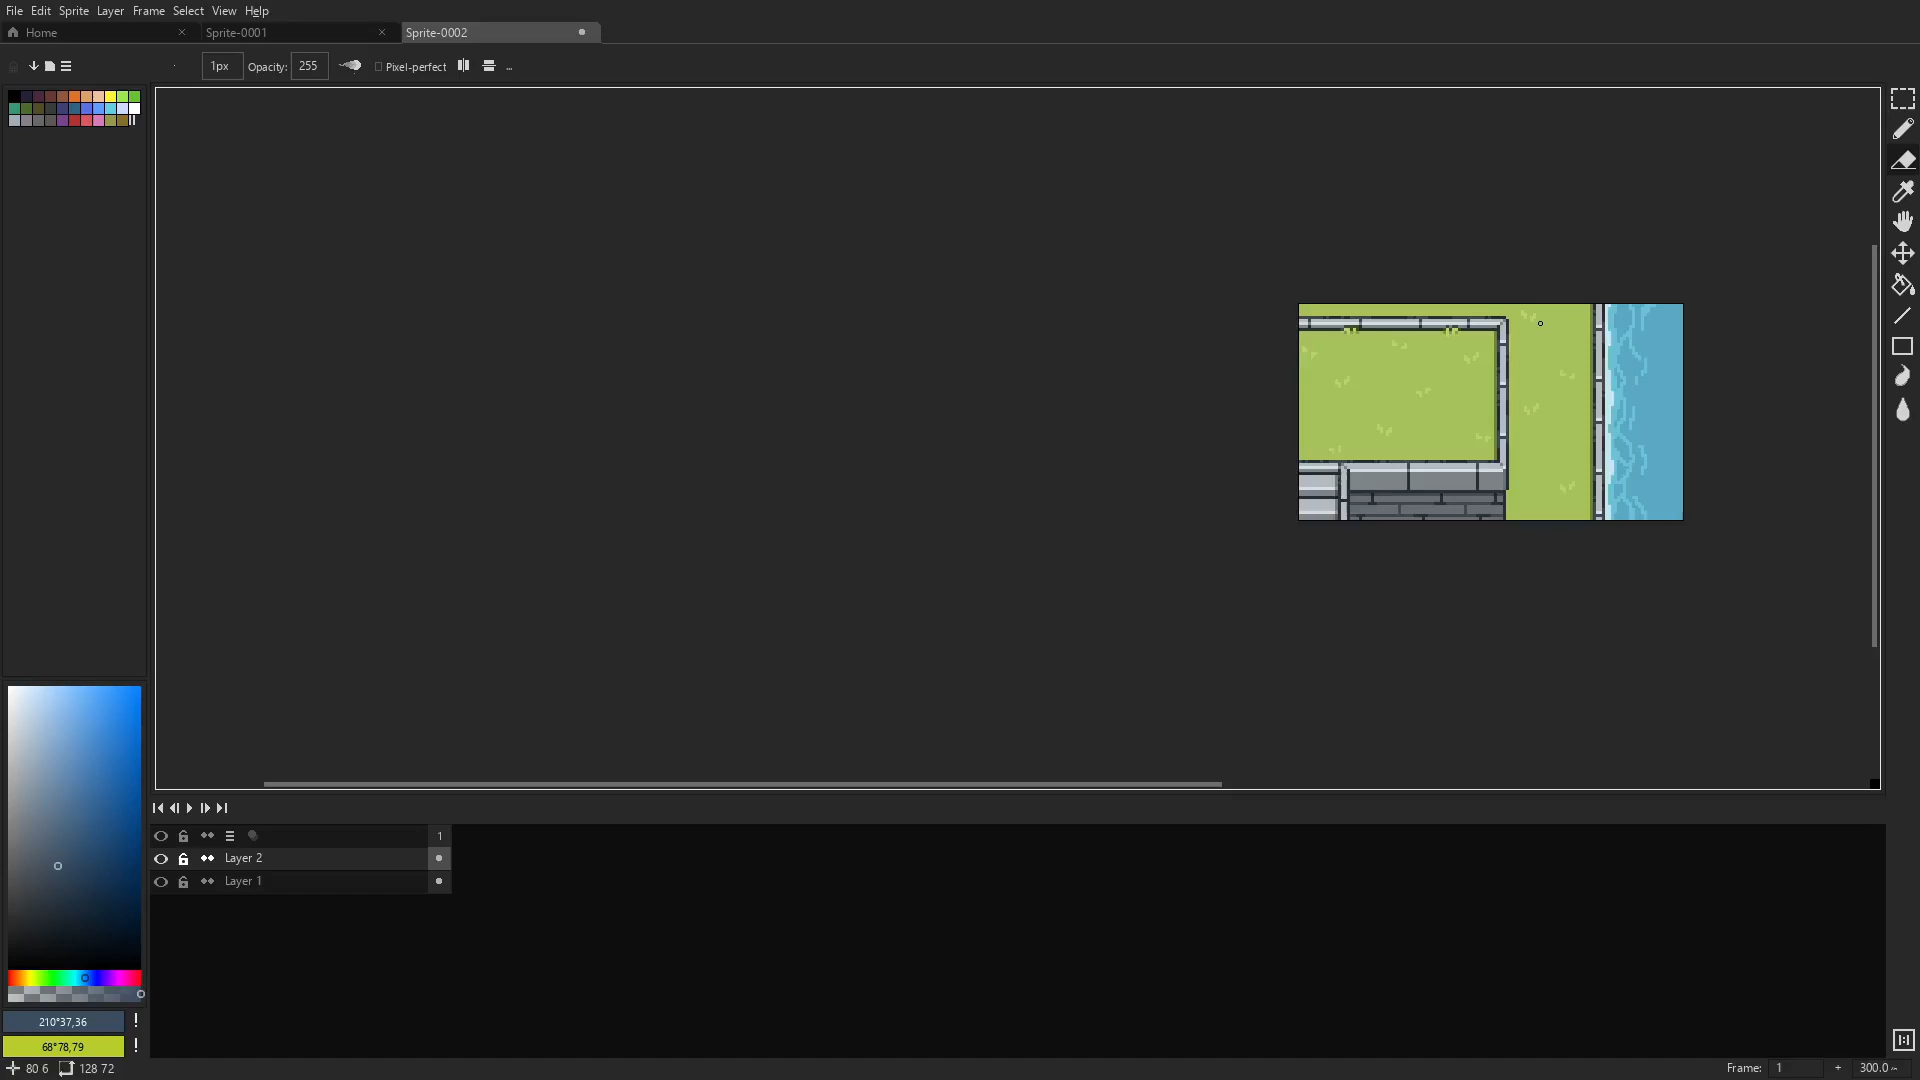 File Edit Sprite Layer Frame Select View Help
Home Sprite-0001 Sprite-0002
1px Opacity: 255 Pixel-perfect ...
1
Layer 2
Layer 1
210°37,36 !
68°78,79 !
80 6 128 72 Frame: 1 + 300.0